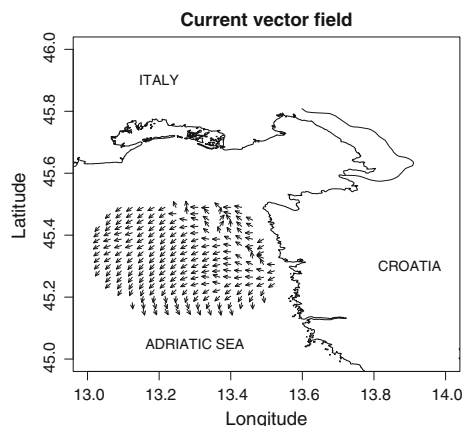 Current vector field
46.0
45.8
45.6
45.4
45.2
45.0
Latitude
ITALY
CROATIA
ADRIATIC SEA
13.0 13.2 13.4 13.6 13.8 14.0
Longitude